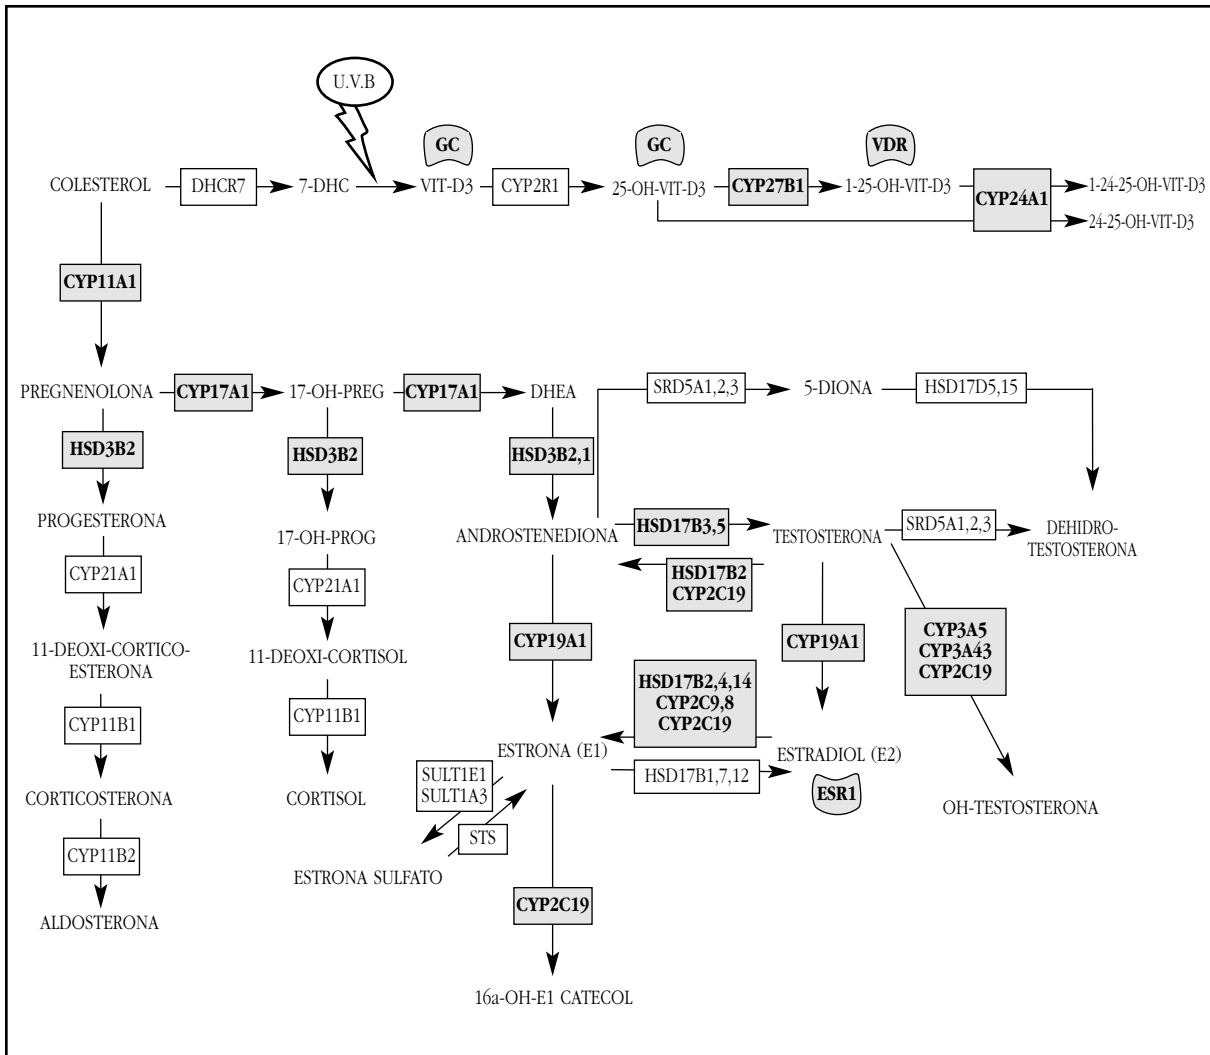 U.V.B
GC
GC
VDR
COLESTEROL
DHCR7
7-DHC
VIT-D3
CYP2R1
25-OH-VIT-D3
CYP27B1
1-25-OH-VIT-D3
CYP24A1
1-24-25-OH-VIT-D3
24-25-OH-VIT-D3
CYP11A1
PREGNENOLONA
CYP17A1
17-OH-PREG
CYP17A1
DHEA
SRD5A1,2,3
5-DIONA
HSD17D5,15
HSD3B2
HSD3B2
HSD3B2,1
PROGESTERONA
17-OH-PROG
ANDROSTENEDIONA
HSD17B3,5
TESTOSTERONA
SRD5A1,2,3
DEHIDRO-
TESTOSTERONA
HSD17B2
CYP2C19
CYP21A1
CYP21A1
CYP19A1
CYP19A1
CYP3A5
CYP3A43
CYP2C19
11-DEOXI-CORTICO-
ESTERONA
11-DEOXI-CORTISOL
HSD17B2,4,14
CYP2C9,8
CYP2C19
CYP11B1
CYP11B1
ESTRONA (E1)
ESTRADIOL (E2)
HSD17B1,7,12
ESR1
SULT1E1
SULT1A3
STS
CORTICOSTERONA
CORTISOL
OH-TESTOSTERONA
CYP11B2
ESTRONA SULFATO
CYP2C19
ALDOSTERONA
16a-OH-E1 CATECOL